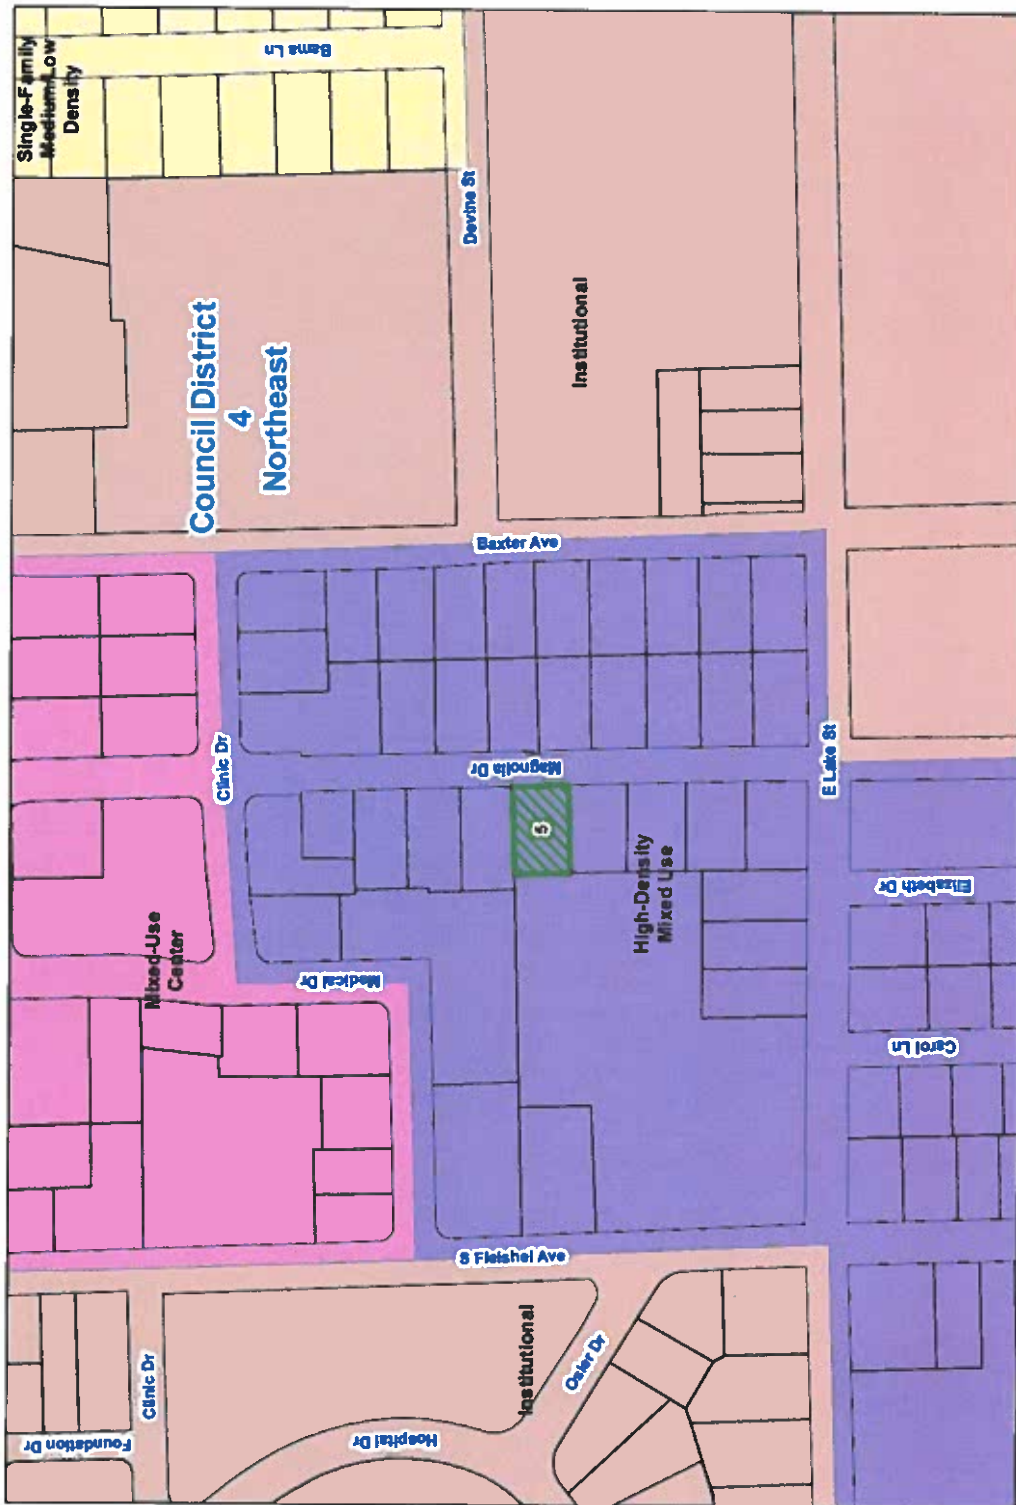 Single-Family
Medium-Low
Density
Bama Ln
Devine St
Council District
4
Northeast
Institutional
Baxter Ave
Clinic Dr
Magnolia Dr
5
E Lake St
High-Density
Mixed Use
Elizabeth Dr
Mixed-Use
Center
Medical Dr
Carol Ln
S Fleishel Ave
Institutional
Osler Dr
Clinic Dr
Hospital Dr
Foundation Dr